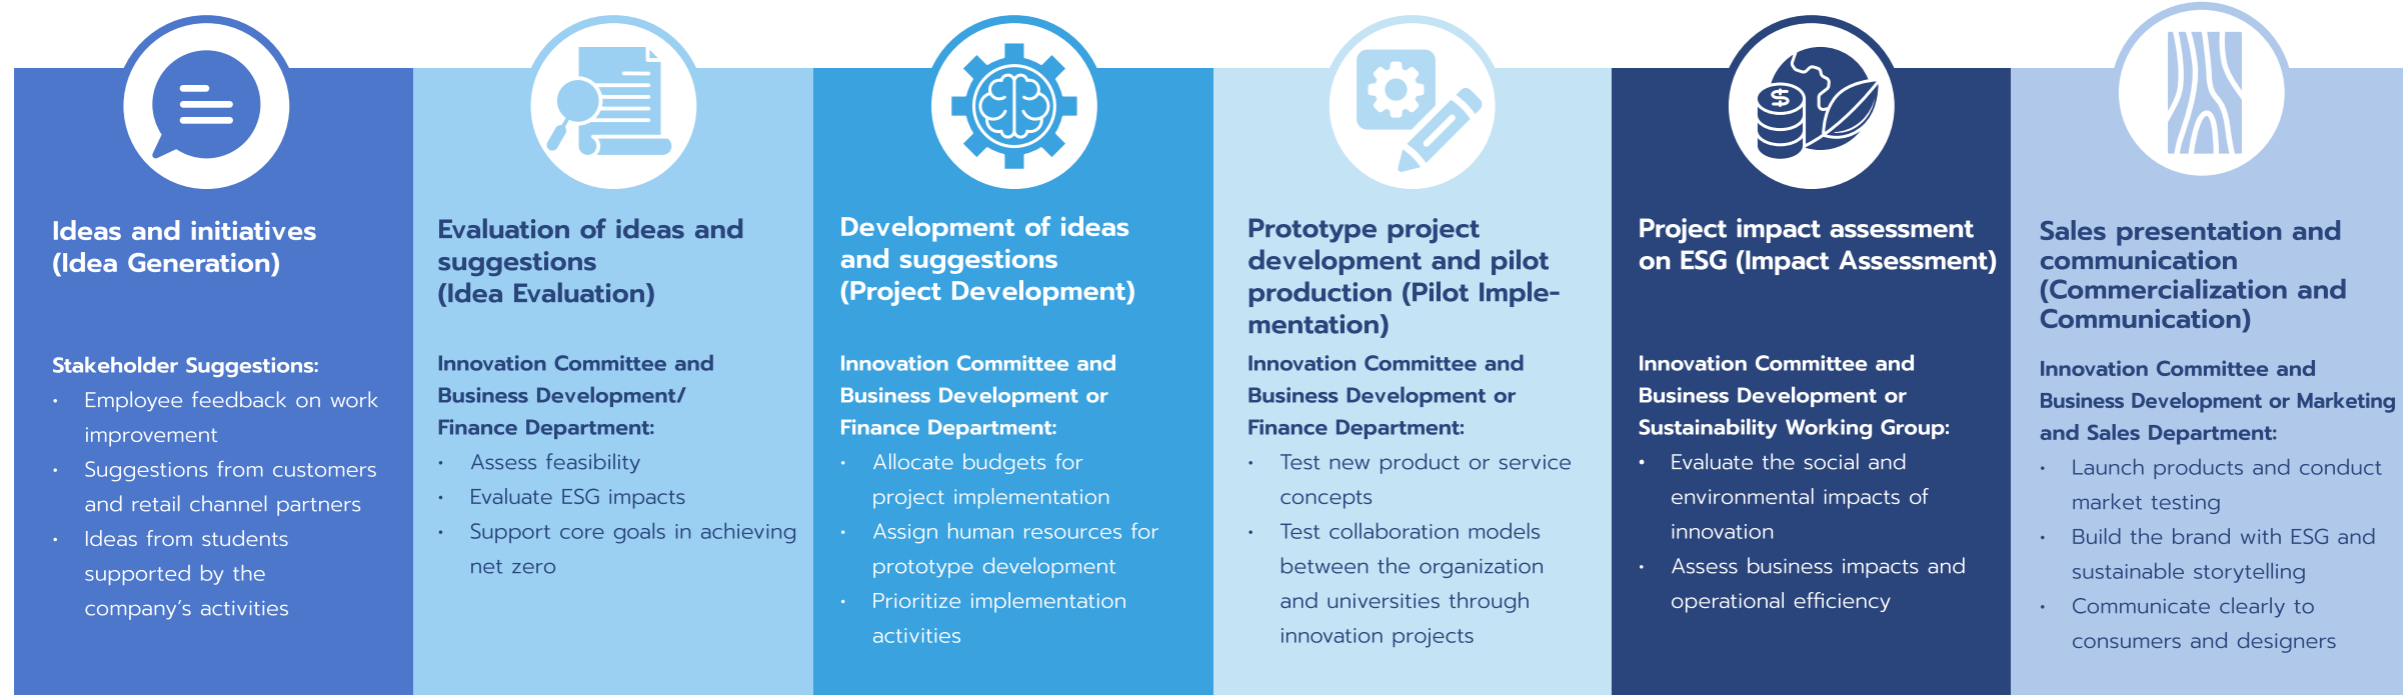 Ideas and initiatives
(Idea Generation)
Stakeholder Suggestions:
• Employee feedback on work
improvement
• Suggestions from customers
and retail channel partners
• Ideas from students
supported by the
company's activities
Evaluation of ideas and
suggestions
(Idea Evaluation)
Innovation Committee and
Business Development/
Finance Department:
• Assess feasibility
• Evaluate ESG impacts
• Support core goals in achieving
net zero
Development of ideas
and suggestions
(Project Development)
Innovation Committee and
Business Development or
Finance Department:
• Allocate budgets for
project implementation
• Assign human resources for
prototype development
• Prioritize implementation
activities
Prototype project
development and pilot
production (Pilot Imple-
mentation)
Innovation Committee and
Business Development or
Finance Department:
• Test new product or service
concepts
• Test collaboration models
between the organization
and universities through
innovation projects
$
Project impact assessment
on ESG (Impact Assessment)
Innovation Committee and
Business Development or
Sustainability Working Group:
• Evaluate the social and
environmental impacts of
innovation
• Assess business impacts and
operational efficiency
Sales presentation and
communication
(Commercialization and
Communication)
Innovation Committee and
Business Development or Marketing
and Sales Department:
• Launch products and conduct
market testing
• Build the brand with ESG and
sustainable storytelling
• Communicate clearly to
consumers and designers